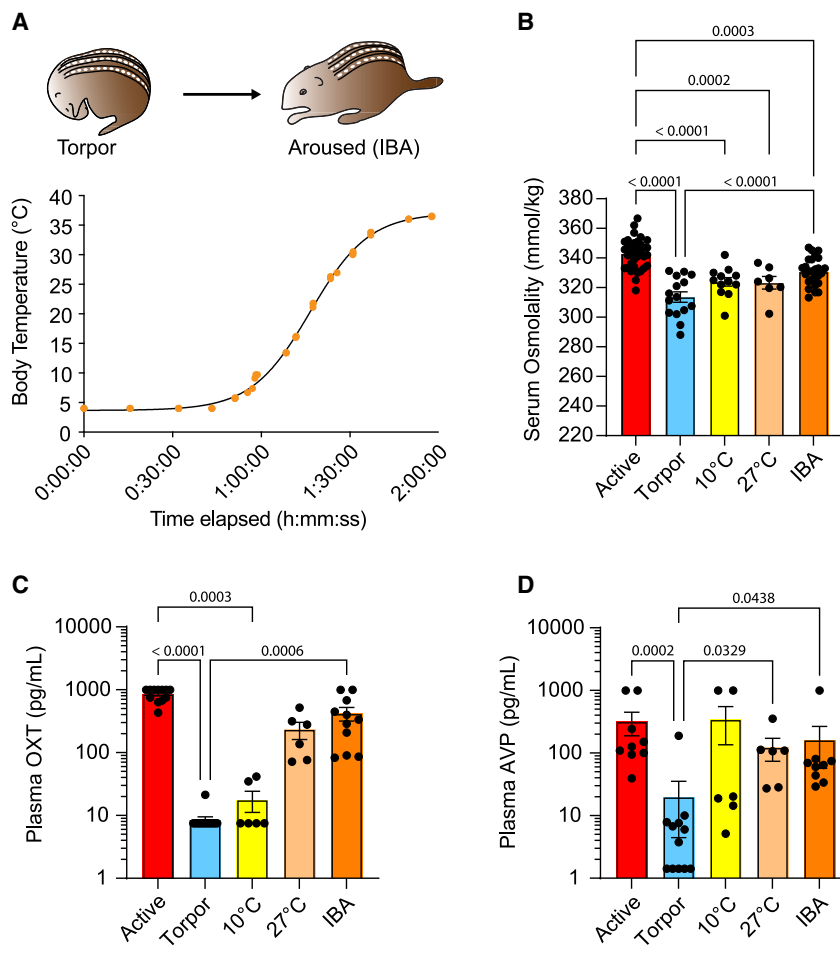 A
Torpor
Aroused (IBA)
Body Temperature (°C)
40
35
30
25
20
15
10
5
0
0:00:00
0:30:00
1:00:00
1:30:00
2:00:00
Time elapsed (h:mm:ss)
B
0.0003
0.0002
< 0.0001
< 0.0001
< 0.0001
Serum Osmolality (mmol/kg)
380
360
340
320
300
280
260
240
220
Active
Torpor
10°C
27°C
IBA
C
0.0003
< 0.0001
0.0006
Plasma OXT (pg/mL)
10000
1000
100
10
1
Active
Torpor
10°C
27°C
IBA
D
0.0438
0.0002
0.0329
Plasma AVP (pg/mL)
10000
1000
100
10
1
Active
Torpor
10°C
27°C
IBA